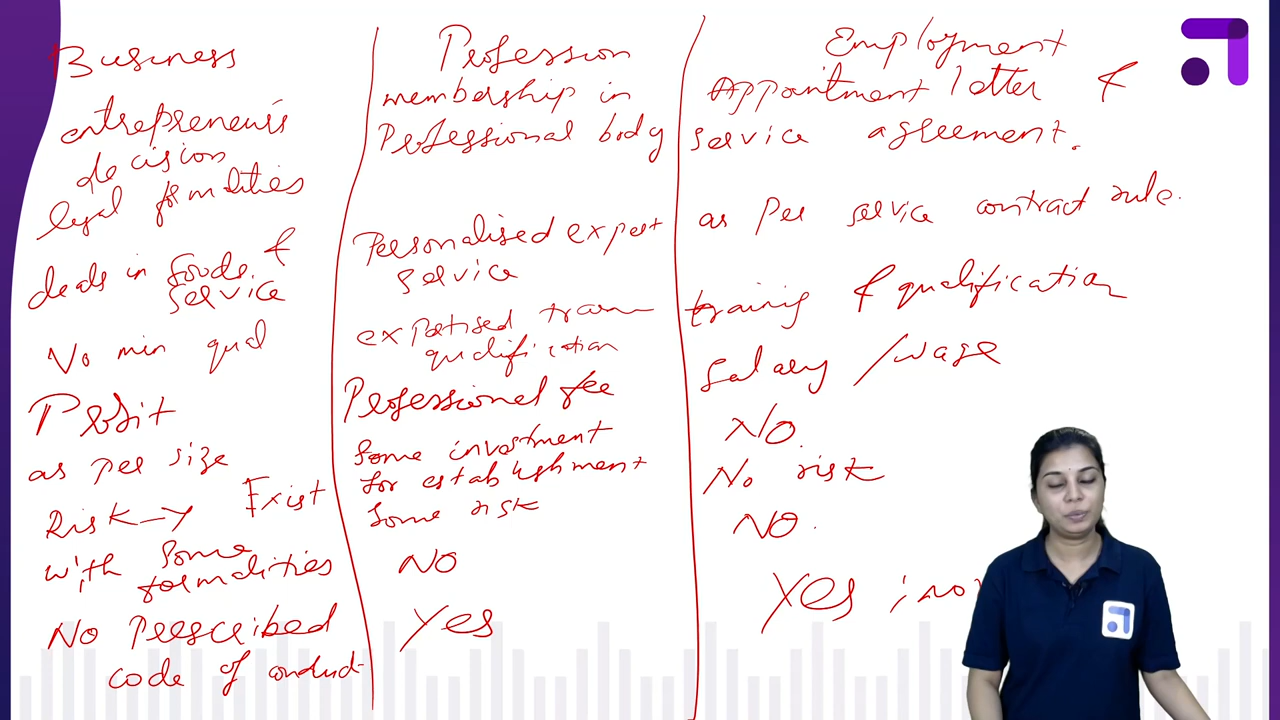 Business
entrepreneurs
decision
legal formalities
deals in goods &
service
No min qual
Profit
as per size
Risk → Exist
with some
formalities
No Prescribed
code of conduct
Profession
membership in
Professional body
Personalised expert
service
expertised
qualification
Professional fee
Some investment
for establishment
some risk
NO
Yes
Employment
Appointment letter &
service agreement.
as per service contract rule.
training & qualification
Salary / wage
NO.
No risk
NO.
Yes